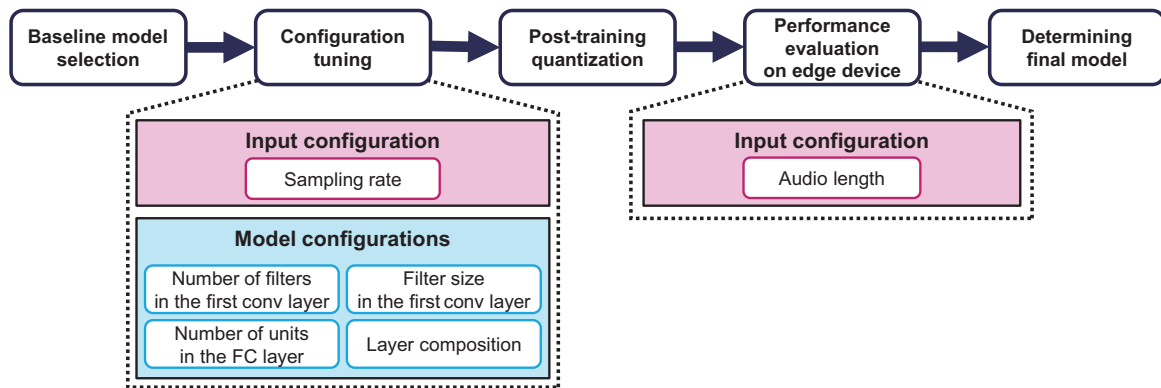 Baseline model
selection
Configuration
tuning
Post-training
quantization
Performance
evaluation
on edge device
Determining
final model
Input configuration
Sampling rate
Model configurations
Number of filters
in the first conv layer
Filter size
in the first conv layer
Number of units
in the FC layer
Layer composition
Input configuration
Audio length